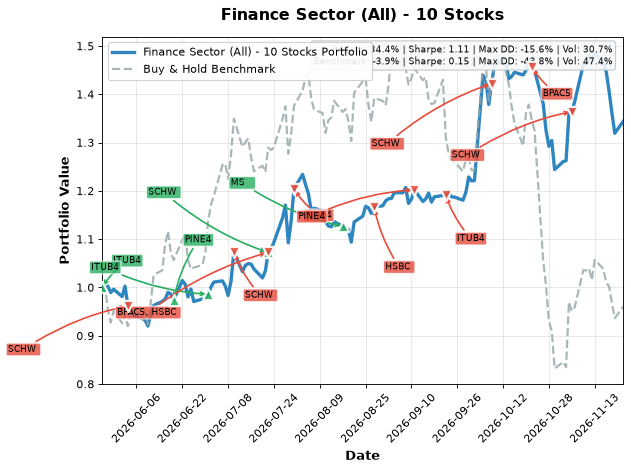 Finance Sector (All) - 10 Stocks
Finance Sector (All) - 10 Stocks Portfolio
Buy & Hold Benchmark
34.4% | Sharpe: 1.11 | Max DD: -15.6% | Vol: 30.7%
-3.9% | Sharpe: 0.15 | Max DD: | Vol: 47.4%
Portfolio Value
1.5
1.4
1.3
1.2
1.1
1.0
0.9
0.8
BPAC5
SCHW
SCHW
MS
SCHW
PINE4
PINE4
ITUB4
ITUB4
ITUB4
HSBC
SCHW
BPAC5, HSBC
SCHW
2026-06-06
2026-06-22
2026-07-08
2026-07-24
2026-08-09
2026-08-25
2026-09-10
2026-09-26
2026-10-12
2026-10-28
2026-11-13
Date